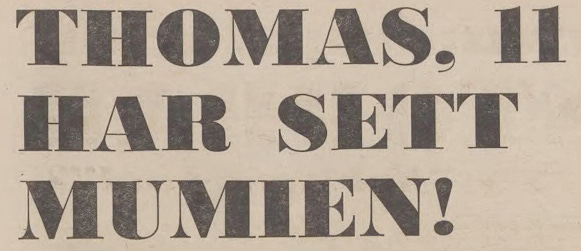 THOMAS, 11
HAR SETT
MUMIEN!